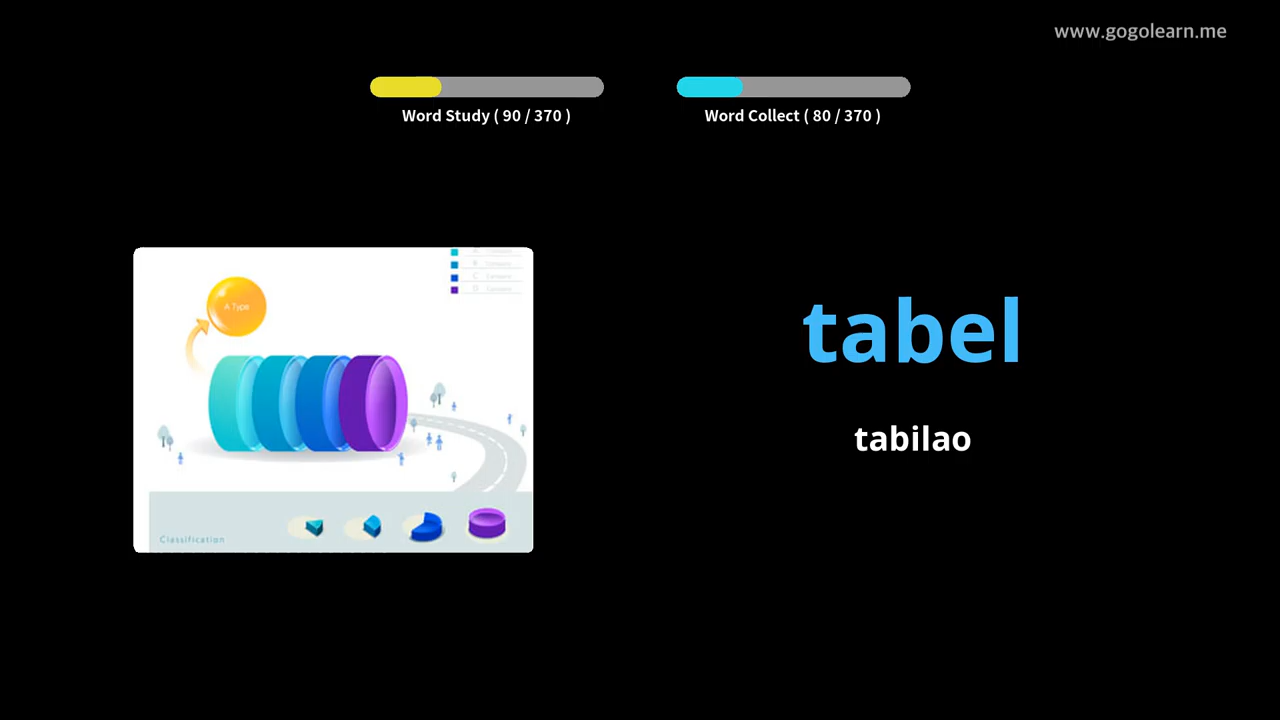 www.gogolearn.me
Word Study ( 90 / 370 )
Word Collect ( 80 / 370 )
A Type
B
C
D
tabel
tabilao
Classification